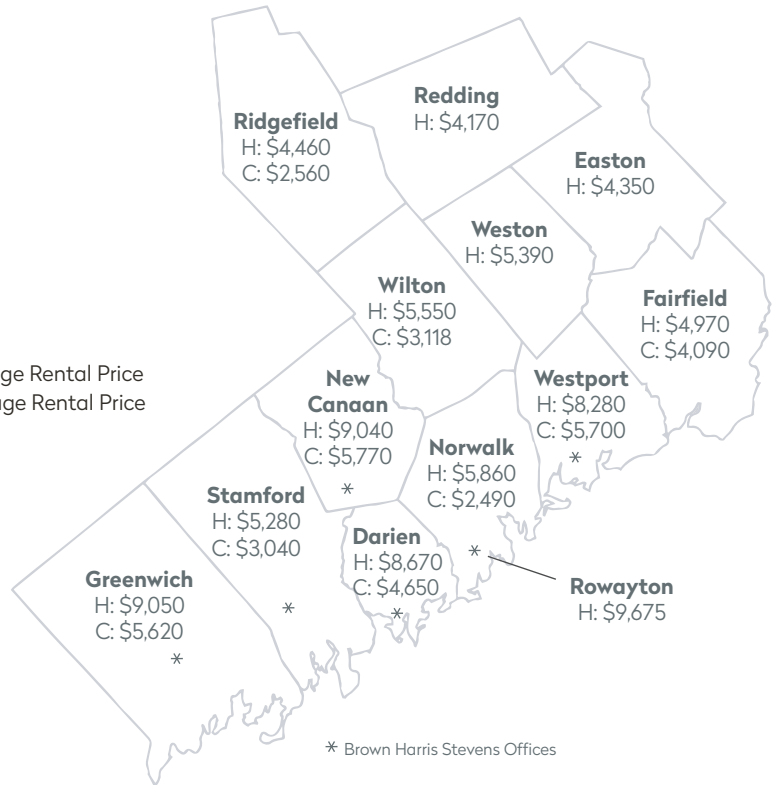 Redding
H: $4,170
Ridgefield
H: $4,460
C: $2,560
Easton
H: $4,350
Weston
H: $5,390
Wilton
H: $5,550
C: $3,118
Fairfield
H: $4,970
C: $4,090
ge Rental Price
ge Rental Price
New
Canaan
H: $9,040
C: $5,770
*
Westport
H: $8,280
C: $5,700
*
Norwalk
H: $5,860
C: $2,490
*
Stamford
H: $5,280
C: $3,040
*
Darien
H: $8,670
C: $4,650
*
Greenwich
H: $9,050
C: $5,620
*
Rowayton
H: $9,675
* Brown Harris Stevens Offices